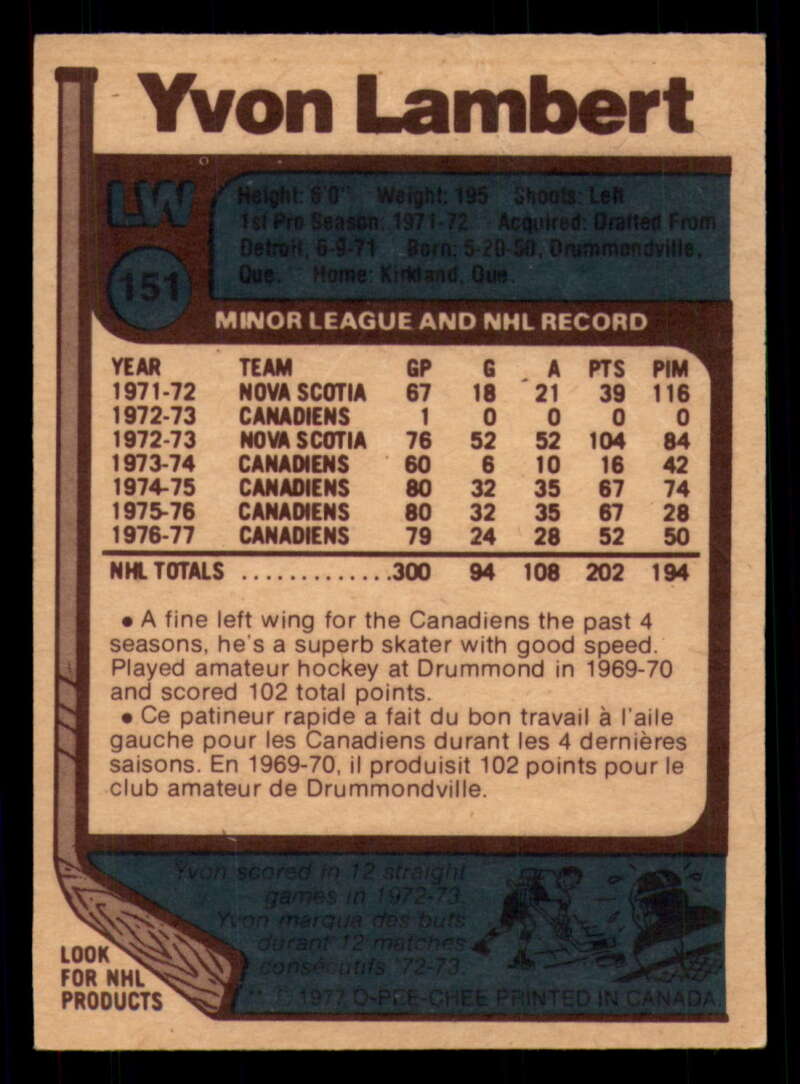 Yvon Lambert
LW
Height: 6'0" Weight: 195 Shoots: Left
1st Pro Season: 1971-72 Acquired: Drafted From
Detroit, 6-9-71 Born: 5-20-50, Drummondville,
Que. Home: Kirkland, Que.
151
MINOR LEAGUE AND NHL RECORD
YEAR TEAM GP G A PTS PIM
1971-72 NOVA SCOTIA 67 18 21 39 116
1972-73 CANADIENS 1 0 0 0 0
1972-73 NOVA SCOTIA 76 52 52 104 84
1973-74 CANADIENS 60 6 10 16 42
1974-75 CANADIENS 80 32 35 67 74
1975-76 CANADIENS 80 32 35 67 28
1976-77 CANADIENS 79 24 28 52 50
NHL TOTALS ..............300 94 108 202 194
• A fine left wing for the Canadiens the past 4
seasons, he's a superb skater with good speed.
Played amateur hockey at Drummond in 1969-70
and scored 102 total points.
• Ce patineur rapide a fait du bon travail à l'aile
gauche pour les Canadiens durant les 4 dernières
saisons. En 1969-70, il produisit 102 points pour le
club amateur de Drummondville.
Yvon scored in 12 straight
games in 1972-73.
Yvon marqua des buts
durant 12 matches
consécutifs '72-73.
LOOK
FOR NHL
PRODUCTS
** © 1977 O-PEE-CHEE PRINTED IN CANADA